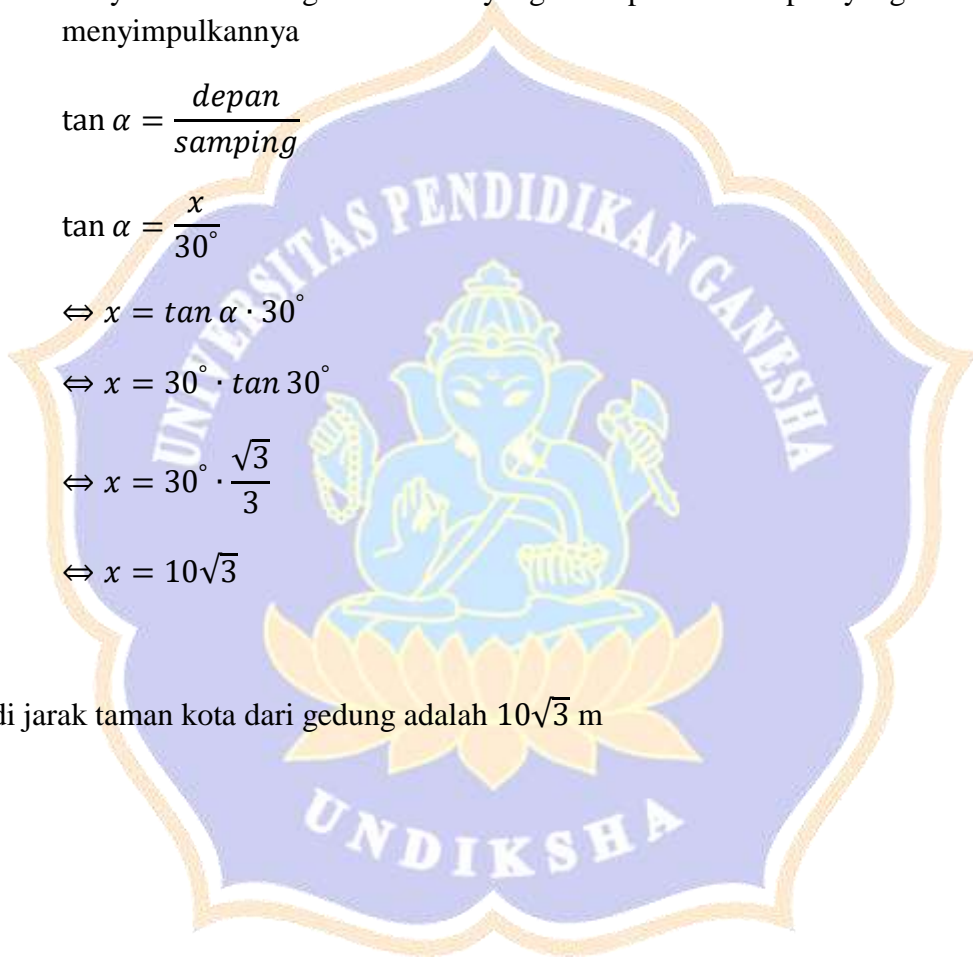 menyimpulkannya
tan α = depan / samping
tan α = x / 30°
⇔ x = tan α · 30°
⇔ x = 30° · tan 30°
⇔ x = 30° · √3 / 3
⇔ x = 10√3
di jarak taman kota dari gedung adalah 10√3 m
UNIVERSITAS PENDIDIKAN GANESHA
UNDIKSHA